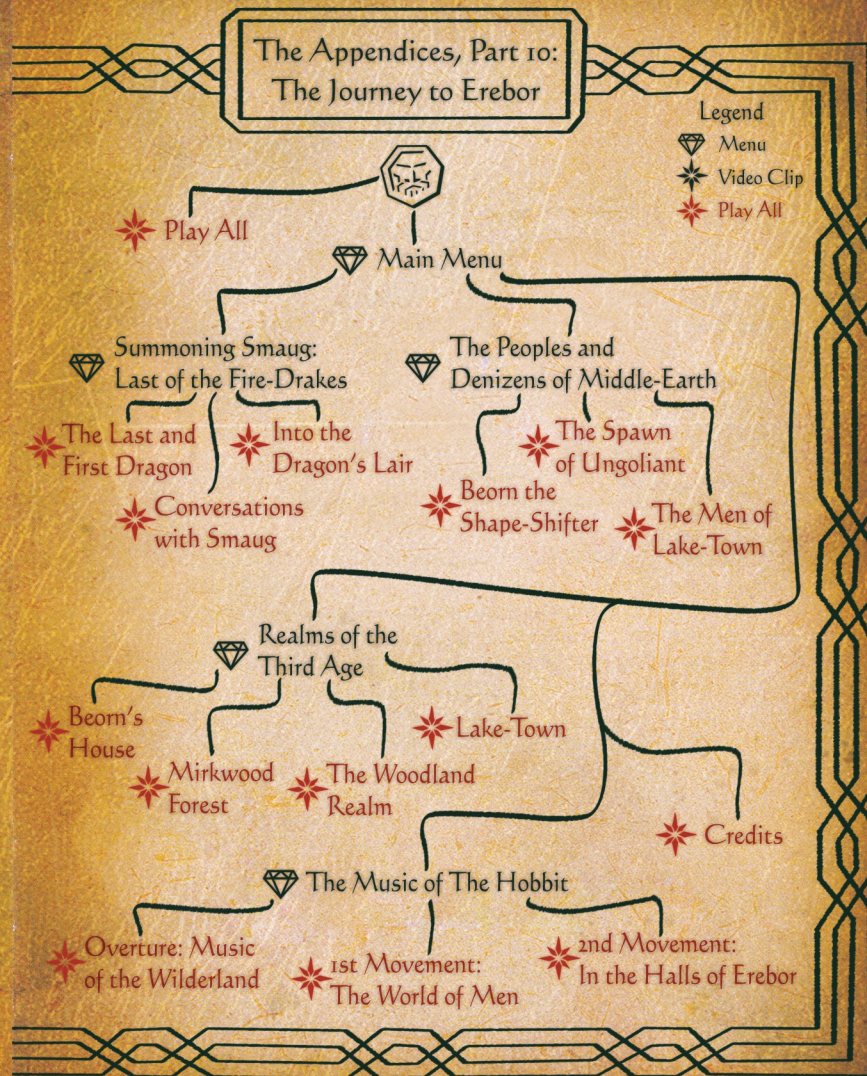 The Appendices, Part 10:
The Journey to Erebor
Legend
Menu
Video Clip
Play All
Play All
Main Menu
Summoning Smaug:
Last of the Fire-Drakes
The Last and
First Dragon
Into the
Dragon's Lair
Conversations
with Smaug
The Peoples and
Denizens of Middle-Earth
The Spawn
of Ungoliant
Beorn the
Shape-Shifter
The Men of
Lake-Town
Realms of the
Third Age
Beorn's
House
Mirkwood
Forest
The Woodland
Realm
Lake-Town
Credits
The Music of The Hobbit
Overture: Music
of the Wilderland
1st Movement:
The World of Men
2nd Movement:
In the Halls of Erebor